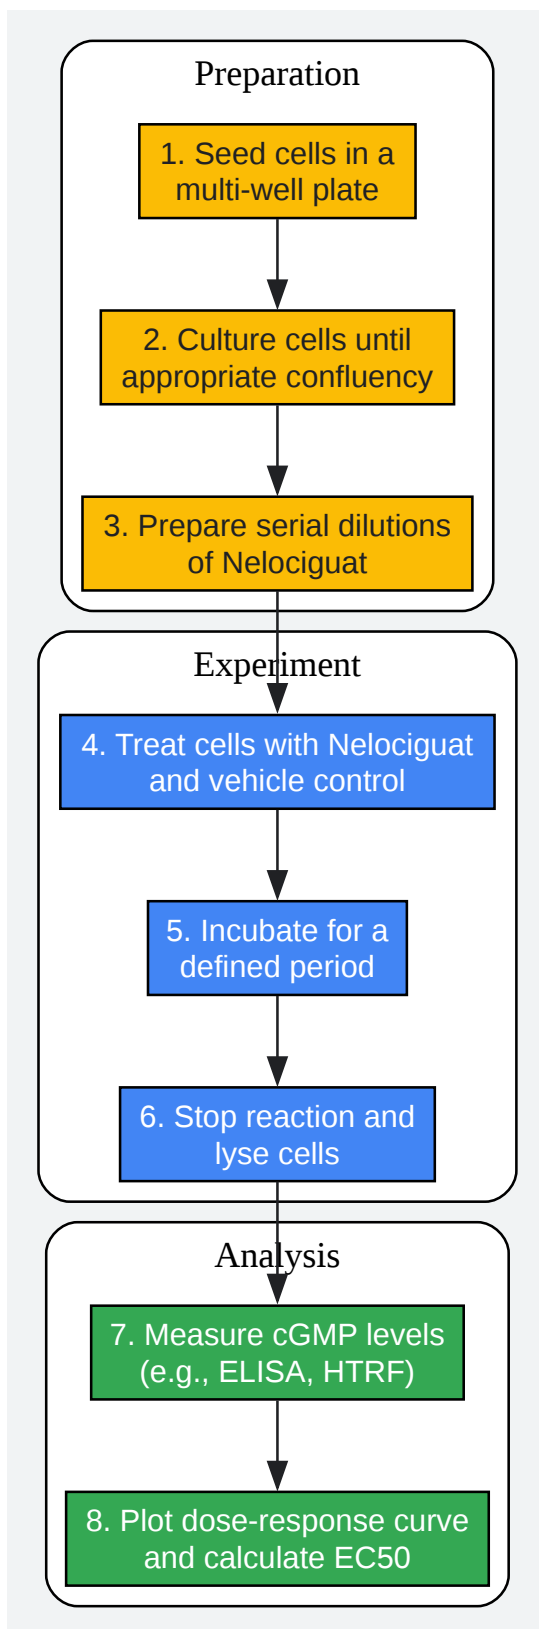 Preparation
1. Seed cells in a
multi-well plate
2. Culture cells until
appropriate confluency
3. Prepare serial dilutions
of Nelociguat
Experiment
4. Treat cells with Nelociguat
and vehicle control
5. Incubate for a
defined period
6. Stop reaction and
lyse cells
Analysis
7. Measure cGMP levels
(e.g., ELISA, HTRF)
8. Plot dose-response curve
and calculate EC50